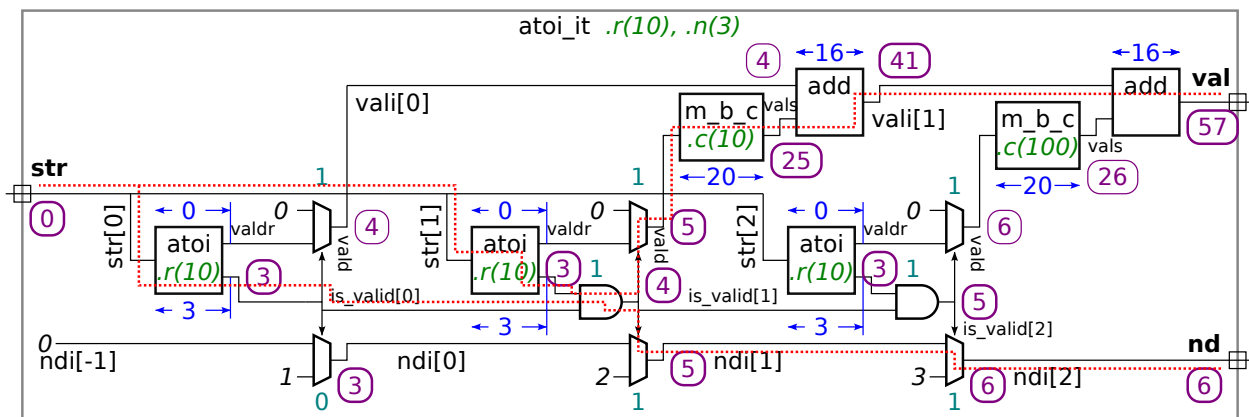 atoi_it .r(10), .n(3)
4 16 41 16 val
vali[0] add add
m_b_c vals vali[1] m_b_c 57
.c(10) .c(100)
25 vals
str 1 1 20 1 20 26
0 0 0 0 0 0 0
str[0] valdr vald 4 str[1] valdr vald 5 str[2] valdr vald 6
atoi atoi atoi
.r(10) 3 .r(10) 3 1 .r(10) 3 1
4 5
is_valid[0] is_valid[1]
3 3 3
is_valid[2]
0 nd
ndi[-1] ndi[0] ndi[1]
1 3 2 5 3 6 ndi[2] 6
0 1 1